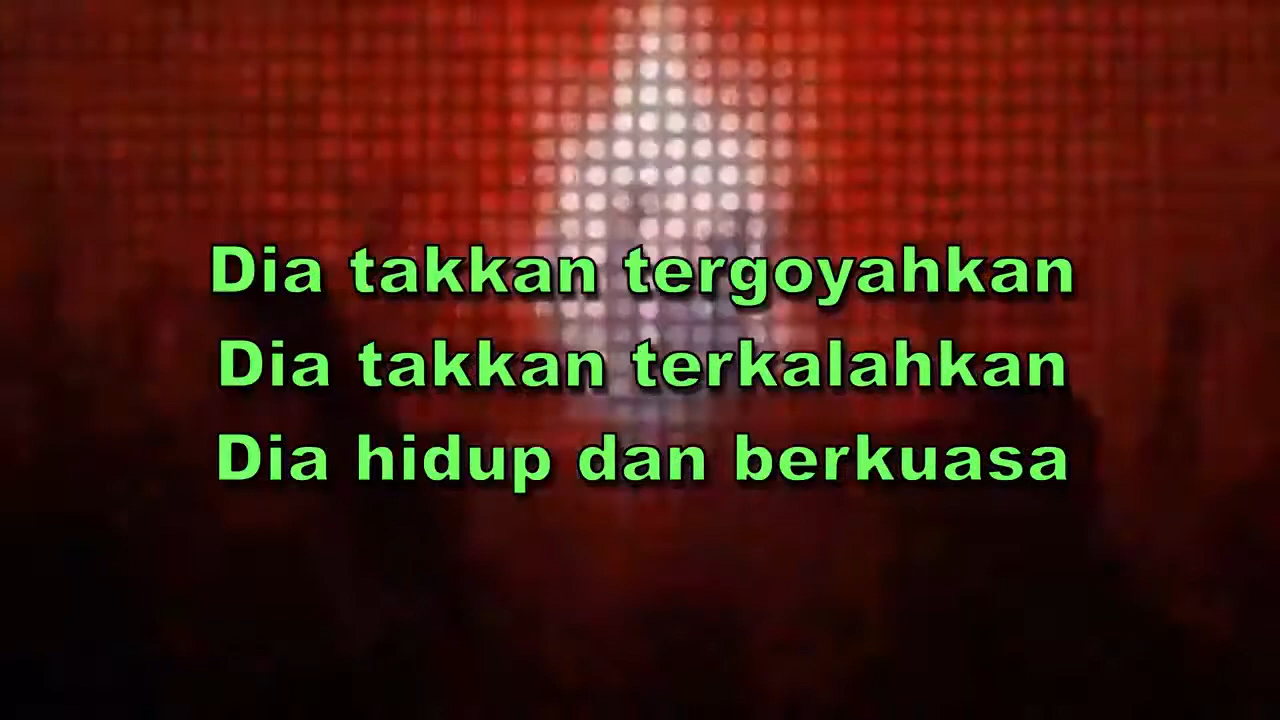 Dia takkan tergoyahkan
Dia takkan terkalahkan
Dia hidup dan berkuasa